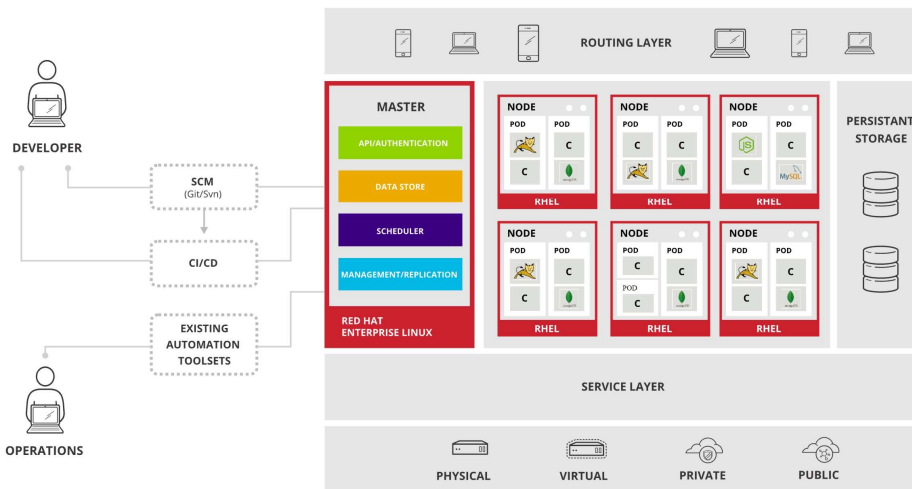 ROUTING LAYER
DEVELOPER
SCM
(Git/Svn)
CI/CD
EXISTING
AUTOMATION
TOOLSETS
OPERATIONS
MASTER
API/AUTHENTICATION
DATA STORE
SCHEDULER
MANAGEMENT/REPLICATION
RED HAT
ENTERPRISE LINUX
NODE
POD POD
C
C
RHEL
NODE
POD POD
C C
RHEL
NODE
POD POD
JS C
C MySQL
RHEL
NODE
POD POD
C
C
RHEL
NODE
POD POD
C C
POD
C
RHEL
NODE
POD POD
C
C
RHEL
PERSISTANT
STORAGE
SERVICE LAYER
PHYSICAL
VIRTUAL
PRIVATE
PUBLIC